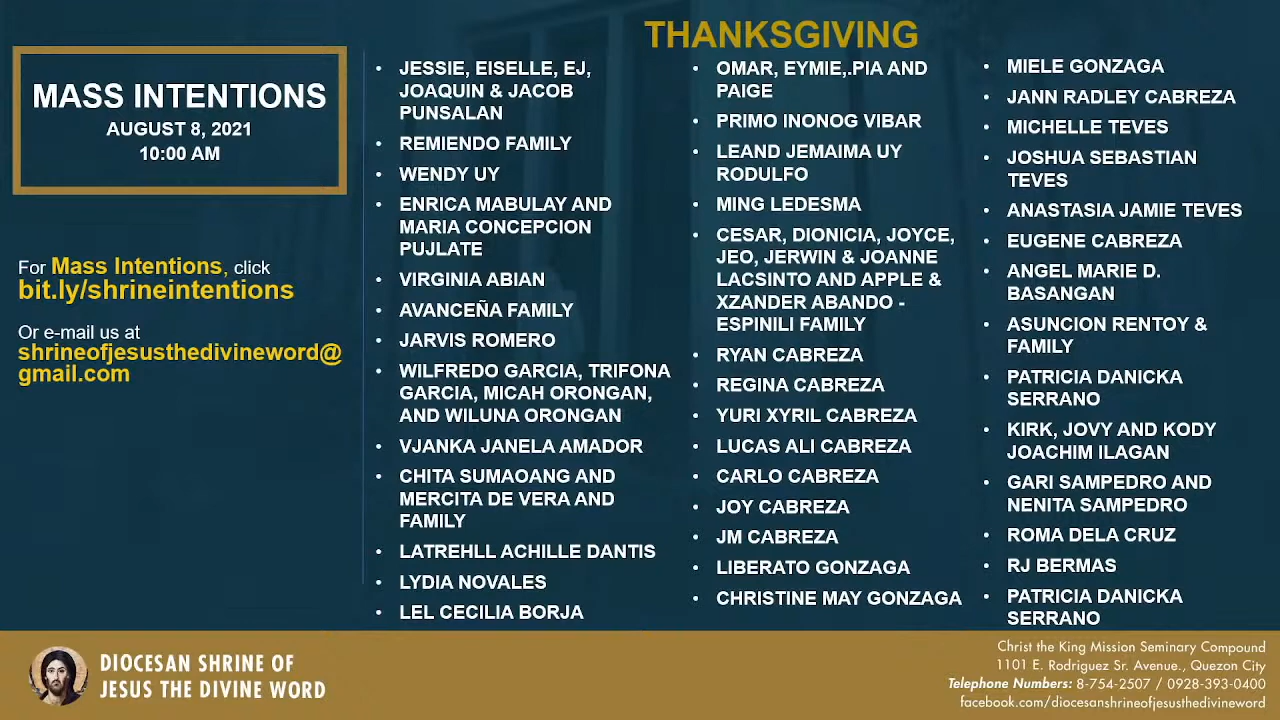 THANKSGIVING
MASS INTENTIONS
AUGUST 8, 2021
10:00 AM
For Mass Intentions, click
bit.ly/shrineintentions
Or e-mail us at
shrineofjesusthedivineword@
gmail.com
• JESSIE, EISELLE, EJ,
JOAQUIN & JACOB
PUNSALAN
• REMIENDO FAMILY
• WENDY UY
• ENRICA MABULAY AND
MARIA CONCEPCION
PUJLATE
• VIRGINIA ABIAN
• AVANCEÑA FAMILY
• JARVIS ROMERO
• WILFREDO GARCIA, TRIFONA
GARCIA, MICAH ORONGAN,
AND WILUNA ORONGAN
• VJANKA JANELA AMADOR
• CHITA SUMAOANG AND
MERCITA DE VERA AND
FAMILY
• LATREHLL ACHILLE DANTIS
• LYDIA NOVALES
• LEL CECILIA BORJA
• OMAR, EYMIE,.PIA AND
PAIGE
• PRIMO INONOG VIBAR
• LEAND JEMAIMA UY
RODULFO
• MING LEDESMA
• CESAR, DIONICIA, JOYCE,
JEO, JERWIN & JOANNE
LACSINTO AND APPLE &
XZANDER ABANDO -
ESPINILI FAMILY
• RYAN CABREZA
• REGINA CABREZA
• YURI XYRIL CABREZA
• LUCAS ALI CABREZA
• CARLO CABREZA
• JOY CABREZA
• JM CABREZA
• LIBERATO GONZAGA
• CHRISTINE MAY GONZAGA
• MIELE GONZAGA
• JANN RADLEY CABREZA
• MICHELLE TEVES
• JOSHUA SEBASTIAN
TEVES
• ANASTASIA JAMIE TEVES
• EUGENE CABREZA
• ANGEL MARIE D.
BASANGAN
• ASUNCION RENTOY &
FAMILY
• PATRICIA DANICKA
SERRANO
• KIRK, JOVY AND KODY
JOACHIM ILAGAN
• GARI SAMPEDRO AND
NENITA SAMPEDRO
• ROMA DELA CRUZ
• RJ BERMAS
• PATRICIA DANICKA
SERRANO
DIOCESAN SHRINE OF
JESUS THE DIVINE WORD
Christ the King Mission Seminary Compound
1101 E. Rodriguez Sr. Avenue., Quezon City
Telephone Numbers: 8-754-2507 / 0928-393-0400
facebook.com/diocesanshrineofjesusthedivineword